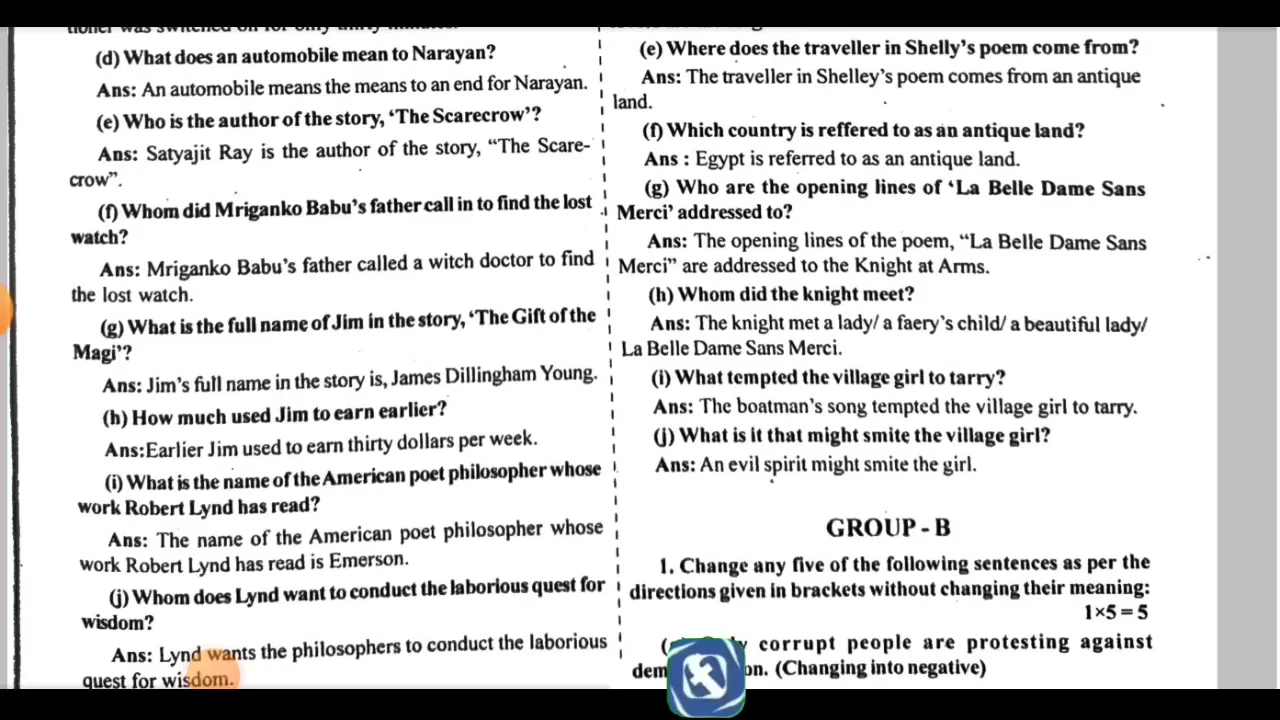 (d) What does an automobile mean to Narayan?
Ans: An automobile means the means to an end for Narayan.
(e) Who is the author of the story, ‘The Scarecrow’?
Ans: Satyajit Ray is the author of the story, “The Scare-
crow”.
(f) Whom did Mriganko Babu’s father call in to find the lost
watch?
Ans: Mriganko Babu’s father called a witch doctor to find
the lost watch.
(g) What is the full name of Jim in the story, ‘The Gift of the
Magi’?
Ans: Jim’s full name in the story is, James Dillingham Young.
(h) How much used Jim to earn earlier?
Ans:Earlier Jim used to earn thirty dollars per week.
(i) What is the name of the American poet philosopher whose
work Robert Lynd has read?
Ans: The name of the American poet philosopher whose
work Robert Lynd has read is Emerson.
(j) Whom does Lynd want to conduct the laborious quest for
wisdom?
Ans: Lynd wants the philosophers to conduct the laborious
quest for wisdom.
(e) Where does the traveller in Shelly’s poem come from?
Ans: The traveller in Shelley’s poem comes from an antique
land.
(f) Which country is reffered to as an antique land?
Ans : Egypt is referred to as an antique land.
(g) Who are the opening lines of ‘La Belle Dame Sans
Merci’ addressed to?
Ans: The opening lines of the poem, “La Belle Dame Sans
Merci” are addressed to the Knight at Arms.
(h) Whom did the knight meet?
Ans: The knight met a lady/ a faery’s child/ a beautiful lady/
La Belle Dame Sans Merci.
(i) What tempted the village girl to tarry?
Ans: The boatman’s song tempted the village girl to tarry.
(j) What is it that might smite the village girl?
Ans: An evil spirit might smite the girl.
GROUP - B
1. Change any five of the following sentences as per the
directions given in brackets without changing their meaning:
1×5 = 5
corrupt people are protesting against
(Changing into negative)